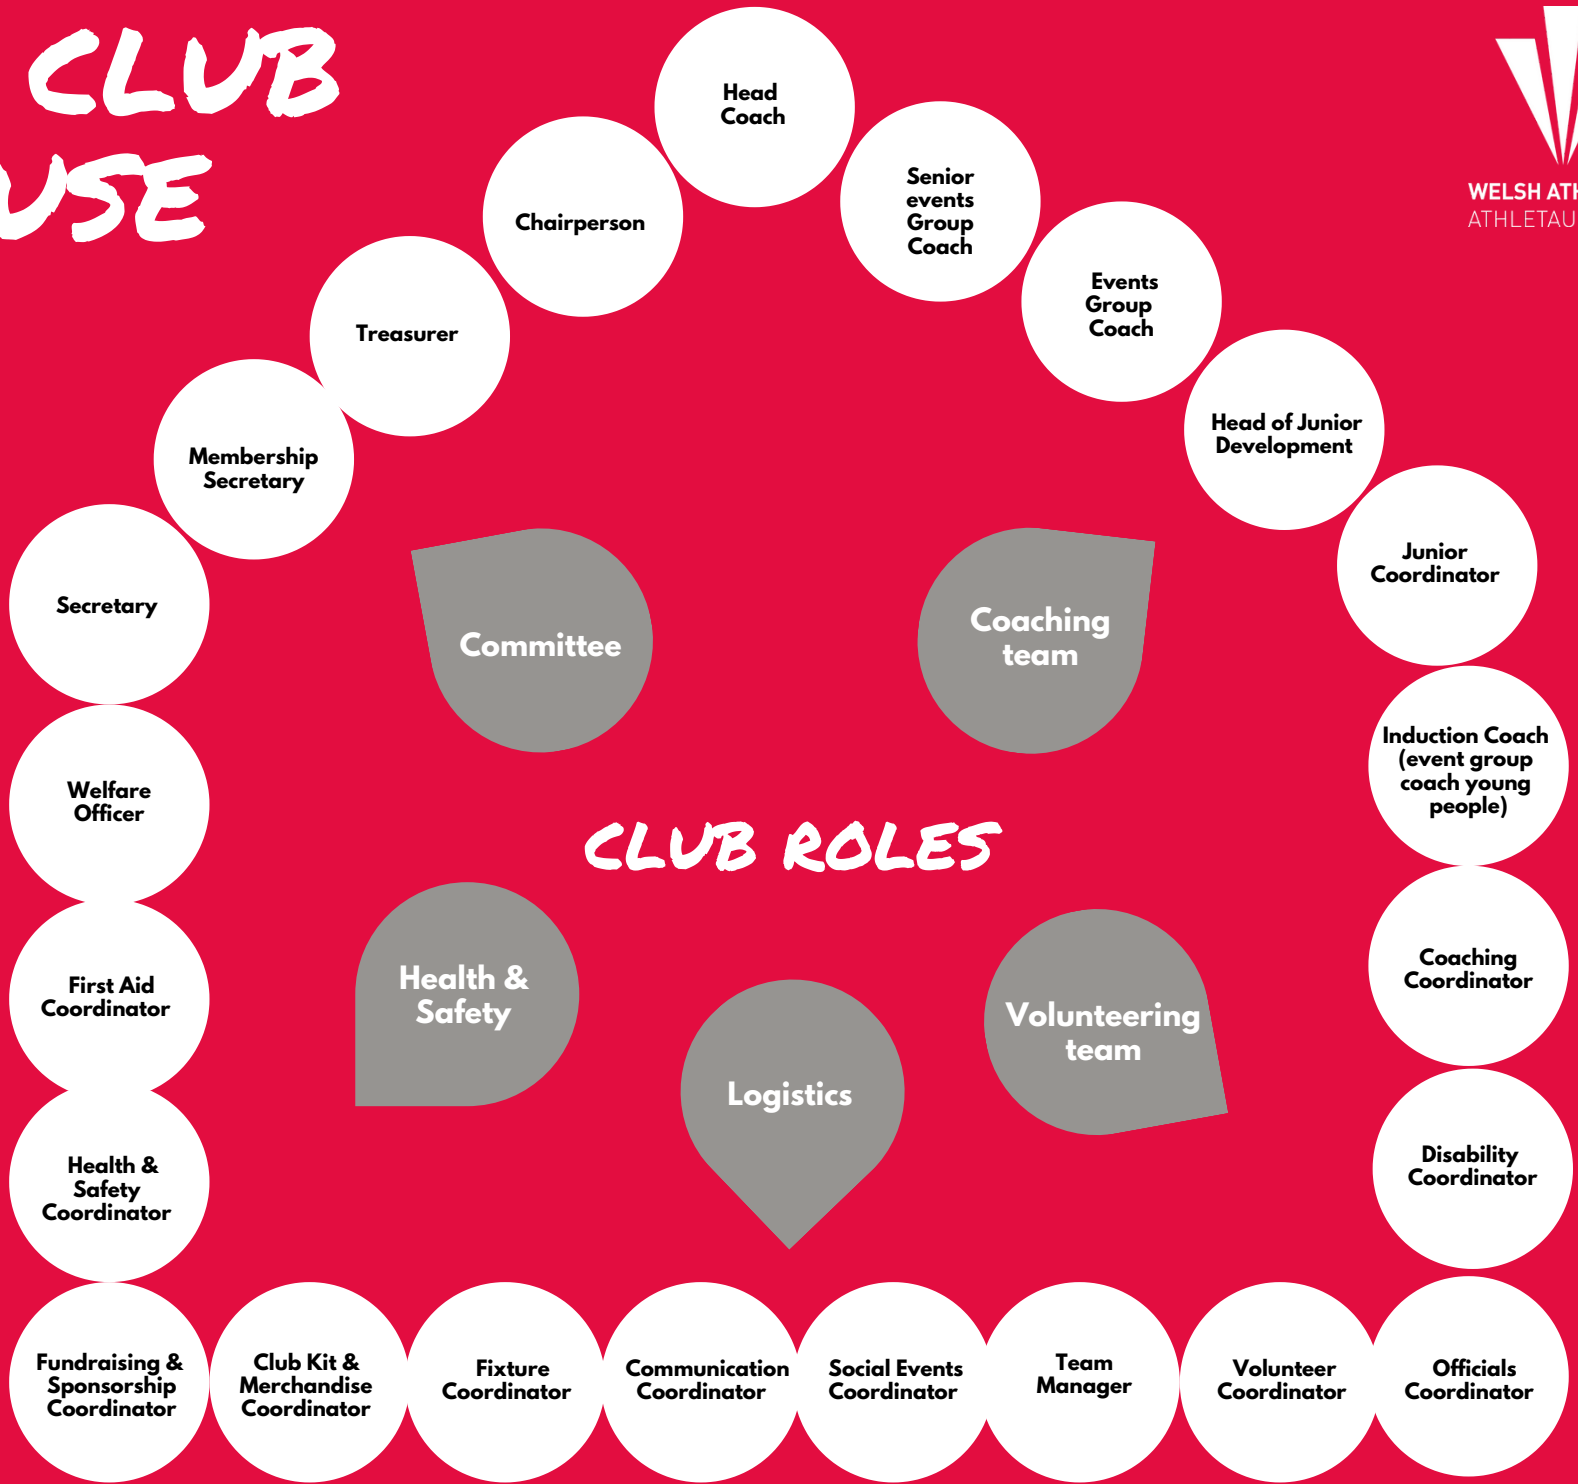 CLUB
USE
WELSH ATH
ATHLETAU
Head
Coach
Senior
events
Group
Coach
Chairperson
Events
Group
Coach
Treasurer
Head of Junior
Development
Membership
Secretary
Junior
Coordinator
Secretary
Committee
Coaching
team
Induction Coach
(event group
coach young
people)
Welfare
Officer
CLUB ROLES
Coaching
Coordinator
First Aid
Coordinator
Health &
Safety
Volunteering
team
Logistics
Disability
Coordinator
Health &
Safety
Coordinator
Fundraising &
Sponsorship
Coordinator
Club Kit &
Merchandise
Coordinator
Fixture
Coordinator
Communication
Coordinator
Social Events
Coordinator
Team
Manager
Volunteer
Coordinator
Officials
Coordinator